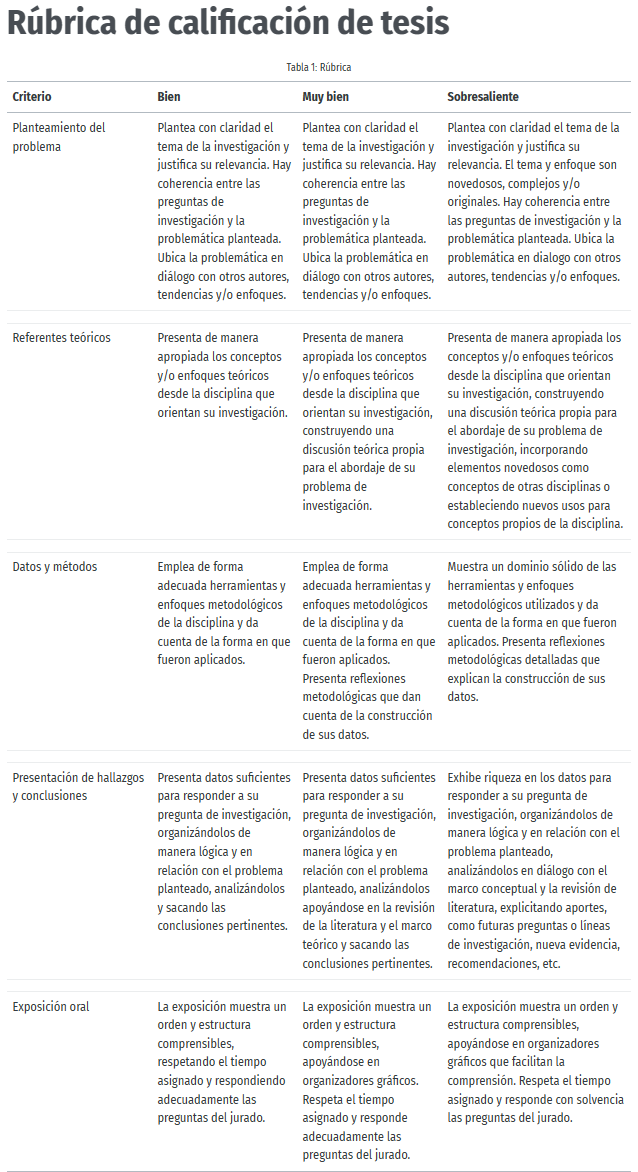 Rúbrica de calificación de tesis
Tabla 1: Rúbrica
Criterio
Bien
Muy bien
Sobresaliente
Planteamiento del
problema
Plantea con claridad el
tema de la investigación y
justifica su relevancia. Hay
coherencia entre las
preguntas de
investigación y la
problemática planteada.
Ubica la problemática en
diálogo con otros autores,
tendencias y/o enfoques.
Plantea con claridad el
tema de la investigación y
justifica su relevancia. Hay
coherencia entre las
preguntas de
investigación y la
problemática planteada.
Ubica la problemática en
diálogo con otros autores,
tendencias y/o enfoques.
Plantea con claridad el tema de la
investigación y justifica su
relevancia. El tema y enfoque son
novedosos, complejos y/o
originales. Hay coherencia entre
las preguntas de investigación y la
problemática planteada. Ubica la
problemática en dialogo con otros
autores, tendencias y/o enfoques.
Referentes teóricos
Presenta de manera
apropiada los conceptos
y/o enfoques teóricos
desde la disciplina que
orientan su investigación.
Presenta de manera
apropiada los conceptos
y/o enfoques teóricos
desde la disciplina que
orientan su investigación,
construyendo una
discusión teórica propia
para el abordaje de su
problema de
investigación.
Presenta de manera apropiada los
conceptos y/o enfoques teóricos
desde la disciplina que orientan
su investigación, construyendo
una discusión teórica propia para
el abordaje de su problema de
investigación, incorporando
elementos novedosos como
conceptos de otras disciplinas o
estableciendo nuevos usos para
conceptos propios de la disciplina.
Datos y métodos
Emplea de forma
adecuada herramientas y
enfoques metodológicos
de la disciplina y da
cuenta de la forma en que
fueron aplicados.
Emplea de forma
adecuada herramientas y
enfoques metodológicos
de la disciplina y da
cuenta de la forma en que
fueron aplicados.
Presenta reflexiones
metodológicas que dan
cuenta de la construcción
de sus datos.
Muestra un dominio sólido de las
herramientas y enfoques
metodológicos utilizados y da
cuenta de la forma en que fueron
aplicados. Presenta reflexiones
metodológicas detalladas que
explican la construcción de sus
datos.
Presentación de hallazgos
y conclusiones
Presenta datos suficientes
para responder a su
pregunta de investigación,
organizándolos de
manera lógica y en
relación con el problema
planteado, analizándolos
y sacando las
conclusiones pertinentes.
Presenta datos suficientes
para responder a su
pregunta de investigación,
organizándolos de
manera lógica y en
relación con el problema
planteado, analizándolos
apoyándose en la revisión
de la literatura y el marco
teórico y sacando las
conclusiones pertinentes.
Exhibe riqueza en los datos para
responder a su pregunta de
investigación, organizándolos de
manera lógica y en relación con el
problema planteado,
analizándolos en diálogo con el
marco conceptual y la revisión de
literatura, explicitando aportes,
como futuras preguntas o líneas
de investigación, nueva evidencia,
recomendaciones, etc.
Exposición oral
La exposición muestra un
orden y estructura
comprensibles,
respetando el tiempo
asignado y respondiendo
adecuadamente las
preguntas del jurado.
La exposición muestra un
orden y estructura
comprensibles,
apoyándose en
organizadores gráficos.
Respeta el tiempo
asignado y responde
adecuadamente las
preguntas del jurado.
La exposición muestra un orden y
estructura comprensibles,
apoyándose en organizadores
gráficos que facilitan la
comprensión. Respeta el tiempo
asignado y responde con solvencia
las preguntas del jurado.